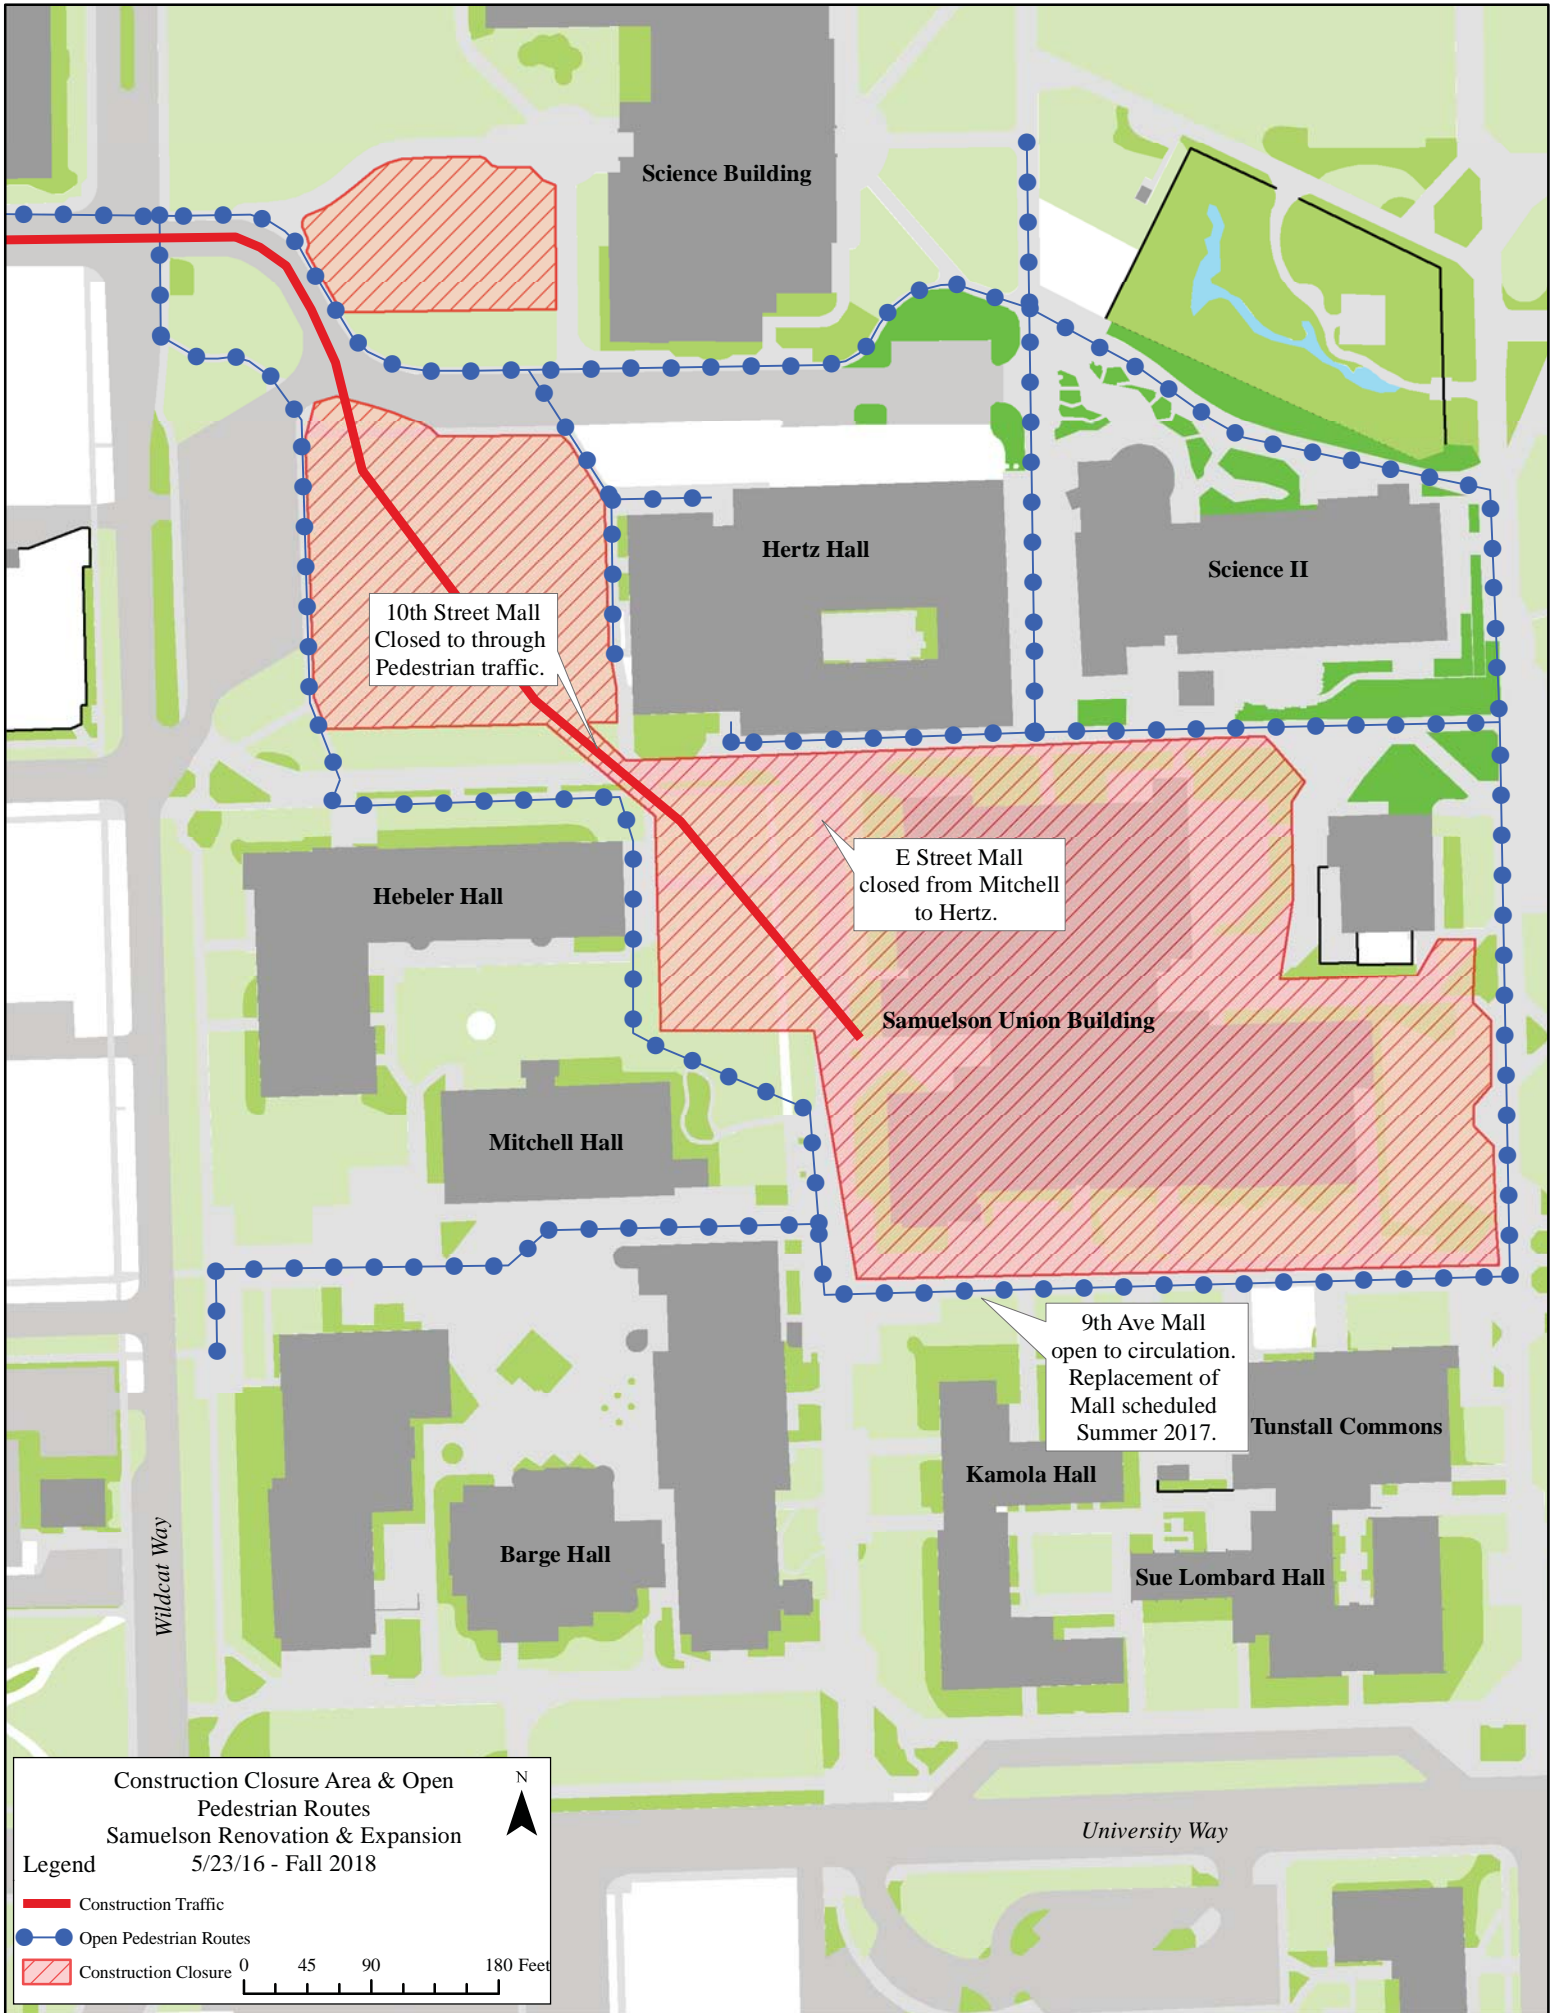 Science Building
Hertz Hall
Science II
10th Street Mall
Closed to through
Pedestrian traffic.
E Street Mall
closed from Mitchell
to Hertz.
Hebeler Hall
Samuelson Union Building
Mitchell Hall
9th Ave Mall
open to circulation.
Replacement of
Mall scheduled
Summer 2017.
Tunstall Commons
Kamola Hall
Barge Hall
Sue Lombard Hall
Wildcat Way
University Way
Construction Closure Area & Open
Pedestrian Routes
Samuelson Renovation & Expansion
5/23/16 - Fall 2018
N
Legend
Construction Traffic
Open Pedestrian Routes
Construction Closure
0 45 90 180 Feet